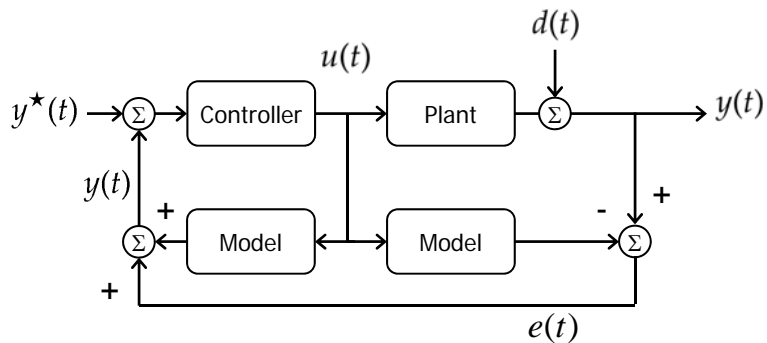 d(t)
u(t)
y★(t) Σ Controller Plant Σ y(t)
y(t)
+ - +
Σ Model Model Σ
+
e(t)